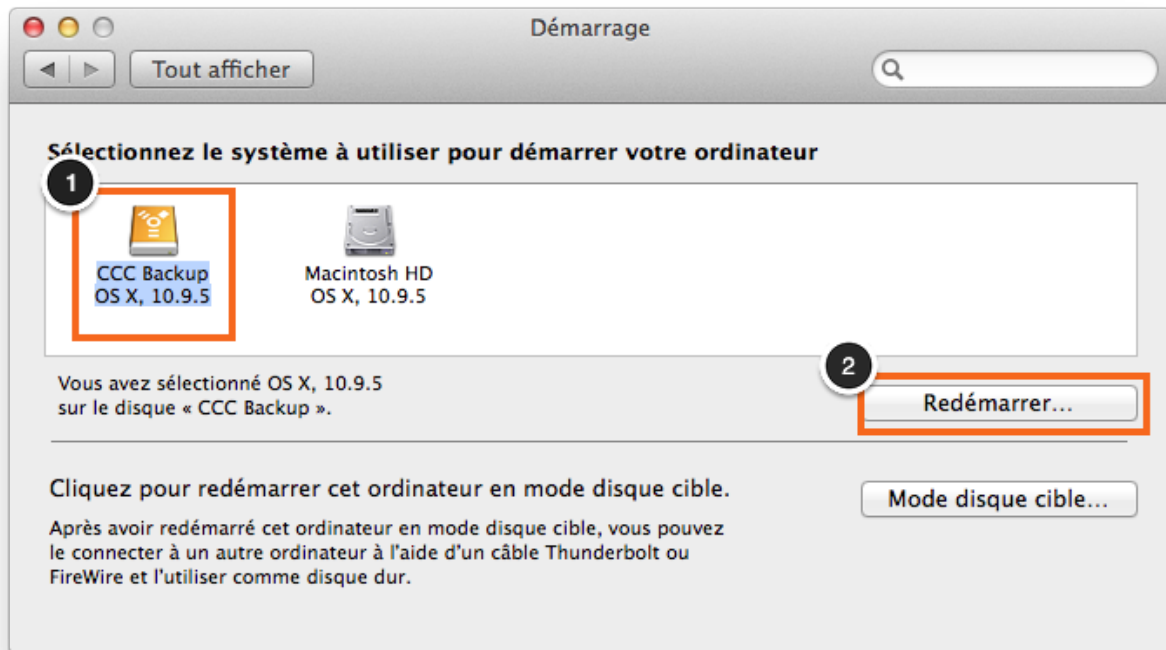 Démarrage
Tout afficher
Sélectionnez le système à utiliser pour démarrer votre ordinateur
1
CCC Backup
OS X, 10.9.5
Macintosh HD
OS X, 10.9.5
Vous avez sélectionné OS X, 10.9.5
sur le disque « CCC Backup ».
2
Redémarrer...
Cliquez pour redémarrer cet ordinateur en mode disque cible.
Mode disque cible...
Après avoir redémarré cet ordinateur en mode disque cible, vous pouvez
le connecter à un autre ordinateur à l'aide d'un câble Thunderbolt ou
FireWire et l'utiliser comme disque dur.